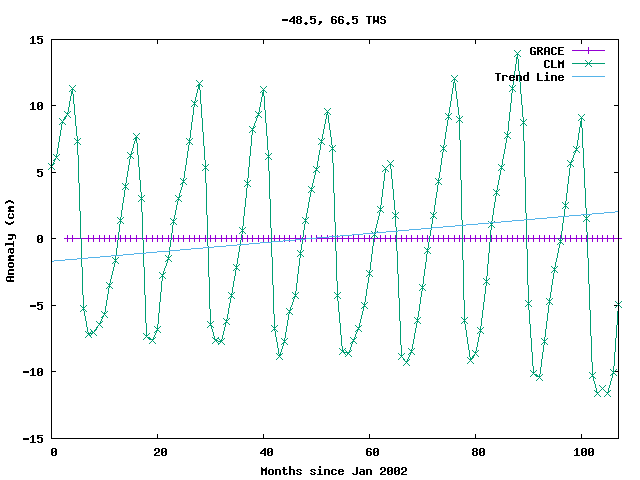 -48.5, 66.5 TWS
GRACE
CLM
Trend Line
15
10
5
0
-5
-10
-15
Anomaly (cm)
0 20 40 60 80 100
Months since Jan 2002